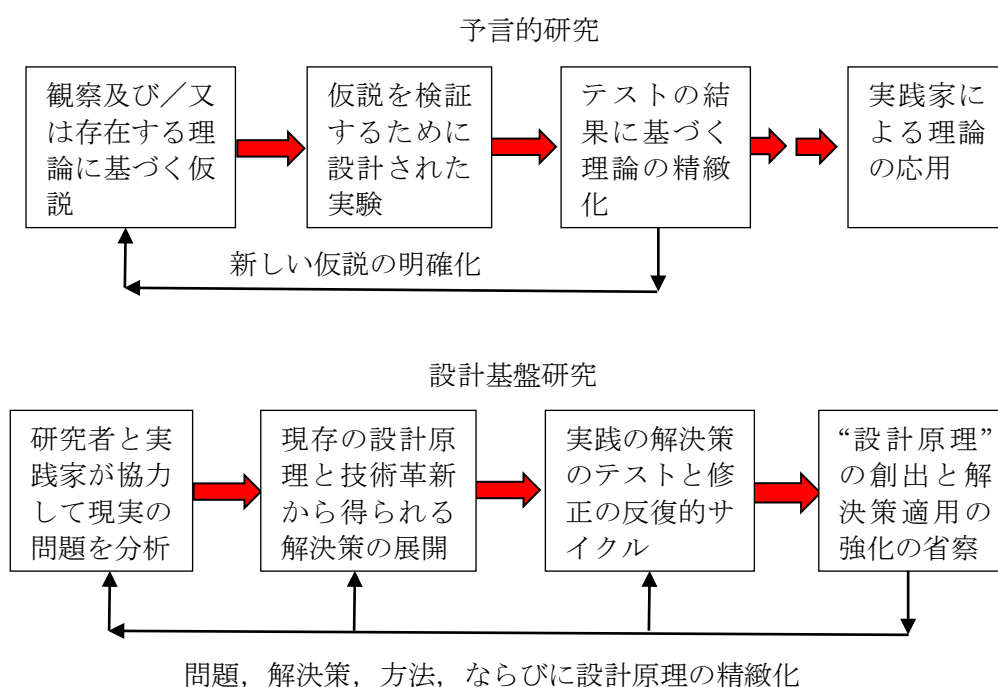 予言的研究
観察及び／又
は存在する理
論に基づく仮
説
仮説を検証
するために
設計された
実験
テストの結
果に基づく
理論の精緻
化
実践家に
よる理論
の応用
新しい仮説の明確化
設計基盤研究
研究者と実
践家が協力
して現実の
問題を分析
現存の設計原
理と技術革新
から得られる
解決策の展開
実践の解決策
のテストと修
正の反復的サ
イクル
“設計原理”
の創出と解
決策適用の
強化の省察
問題，解決策，方法，ならびに設計原理の精緻化